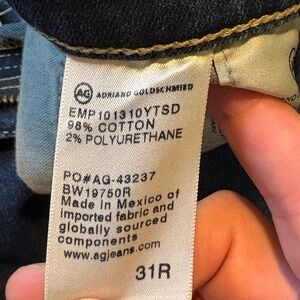 AG ADRIANO GOLDSCHMIED
EMP101310YTSD
98% COTTON
2% POLYURETHANE
PO#AG-43237
BW19750R
Made in Mexico of
imported fabric and
globally sourced
components
www.agjeans.com
31R